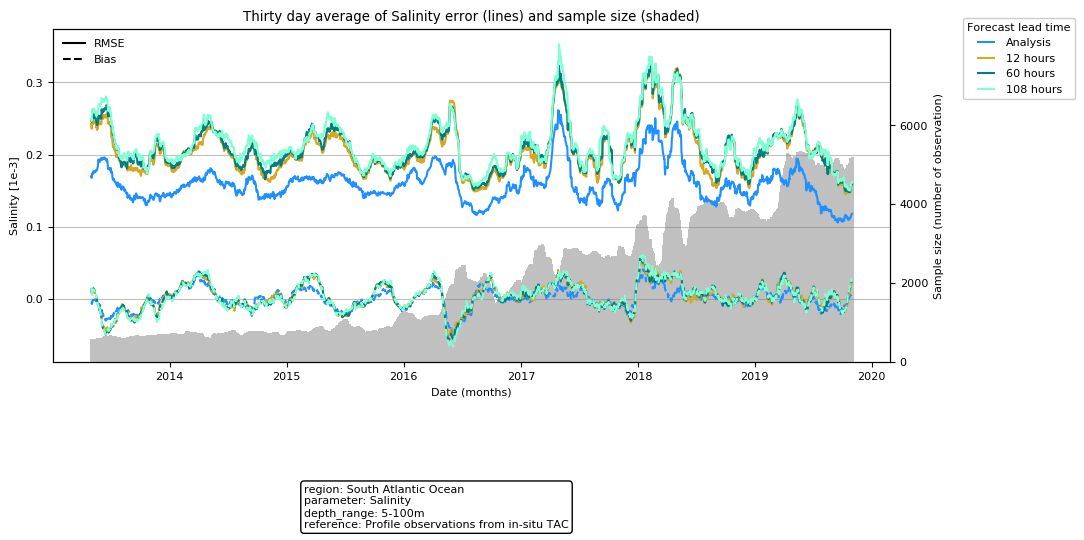 Thirty day average of Salinity error (lines) and sample size (shaded)
RMSE
Bias
Forecast lead time
Analysis
12 hours
60 hours
108 hours
Salinity [1e-3]
0.3
0.2
0.1
0.0
Sample size (number of observation)
6000
4000
2000
0
2014 2015 2016 2017 2018 2019 2020
Date (months)
region: South Atlantic Ocean
parameter: Salinity
depth_range: 5-100m
reference: Profile observations from in-situ TAC